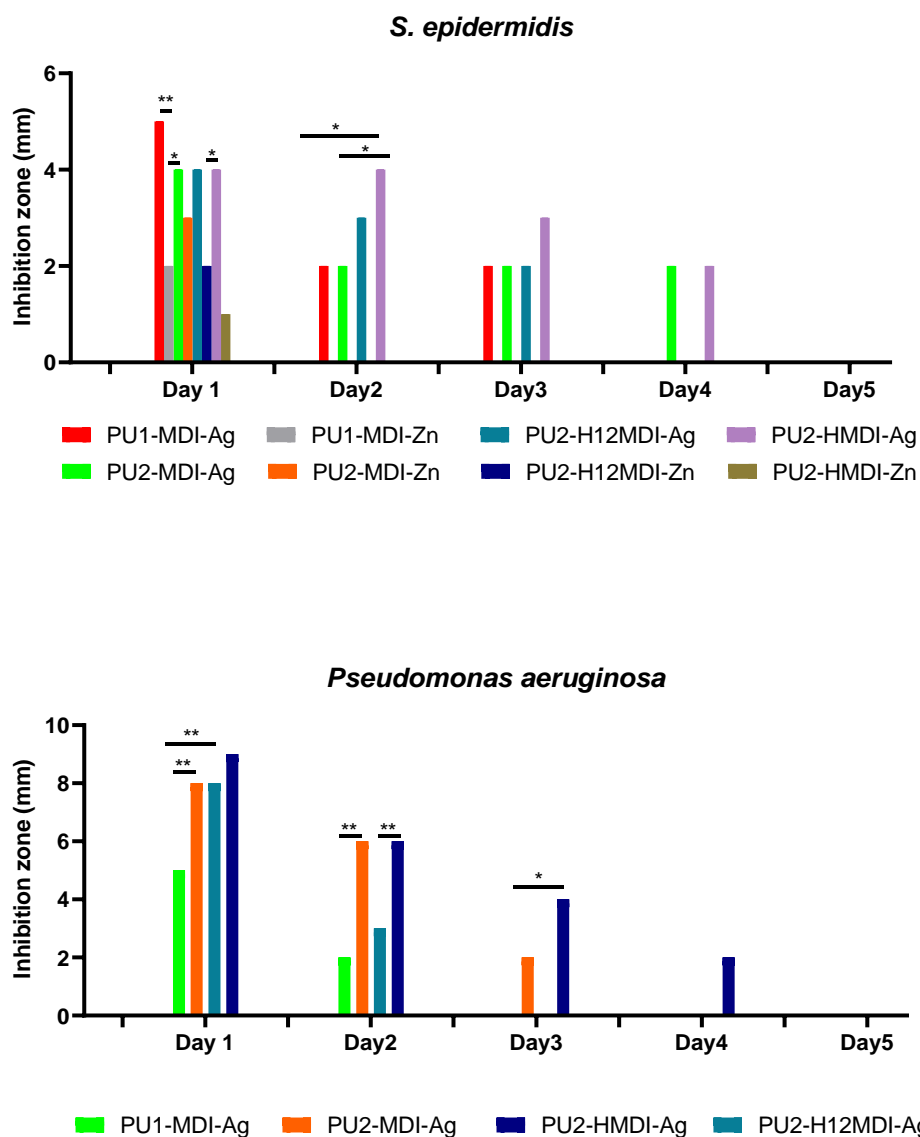 S. epidermidis
Inhibition zone (mm)
6
4
2
0
**
*
*
*
*
Day 1 Day2 Day3 Day4 Day5
PU1-MDI-Ag PU1-MDI-Zn PU2-H12MDI-Ag PU2-HMDI-Ag
PU2-MDI-Ag PU2-MDI-Zn PU2-H12MDI-Zn PU2-HMDI-Zn
Pseudomonas aeruginosa
Inhibition zone (mm)
10
8
6
4
2
0
**
**
** **
*
Day 1 Day2 Day3 Day4 Day5
PU1-MDI-Ag PU2-MDI-Ag PU2-HMDI-Ag PU2-H12MDI-Ag